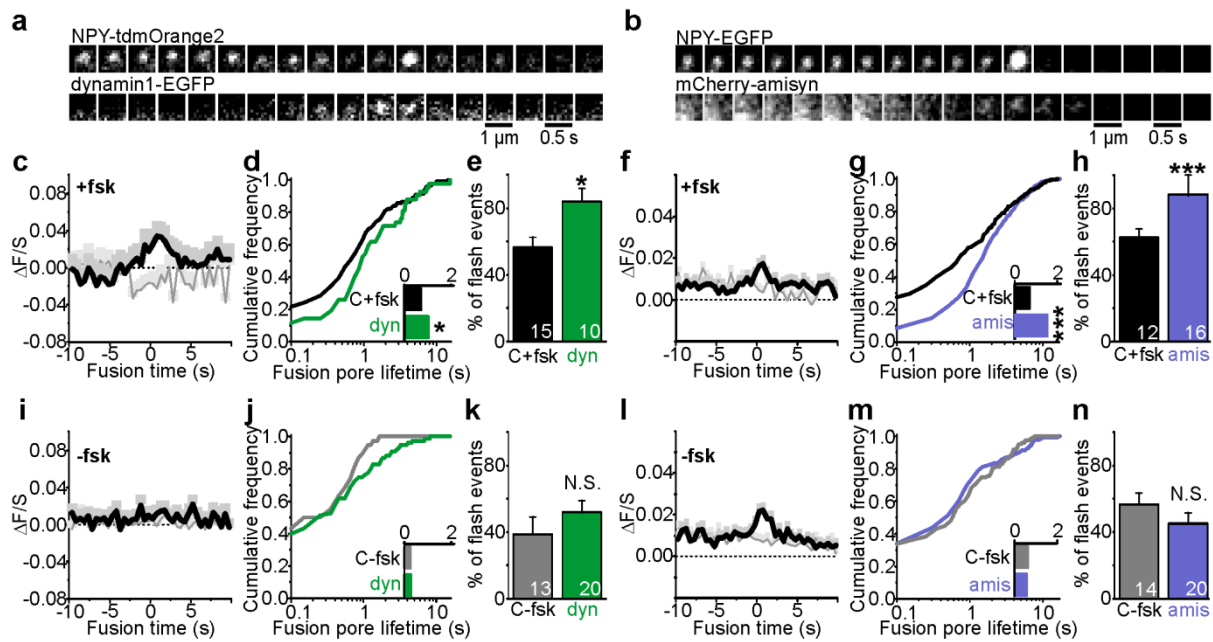 a
NPY-tdmOrange2
dynamin1-EGFP
1 µm
0.5 s
b
NPY-EGFP
mCherry-amisyn
1 µm
0.5 s
c
+fsk
ΔF/S
0.08
0.04
0.00
-0.04
-0.08
-10 -5 0 5
Fusion time (s)
d
Cumulative frequency
1.0
0.8
0.6
0.4
0.2
0.0
0.1 1 10
Fusion pore lifetime (s)
0 2
C+fsk
dyn
*
e
% of flash events
80
40
0
*
15 10
C+fsk dyn
f
+fsk
ΔF/S
0.04
0.02
0.00
-10 -5 0 5
Fusion time (s)
g
Cumulative frequency
1.0
0.8
0.6
0.4
0.2
0.0
0.1 1 10
Fusion pore lifetime (s)
0 2
C+fsk
amis
***
h
% of flash events
80
40
0
***
12 16
C+fsk amis
i
-fsk
ΔF/S
0.08
0.04
0.00
-0.04
-0.08
-10 -5 0 5
Fusion time (s)
j
Cumulative frequency
1.0
0.8
0.6
0.4
0.2
0.0
0.1 1 10
Fusion pore lifetime (s)
0 2
C-fsk
dyn
k
% of flash events
80
40
0
N.S.
13 20
C-fsk dyn
l
-fsk
ΔF/S
0.04
0.02
0.00
-10 -5 0 5
Fusion time (s)
m
Cumulative frequency
1.0
0.8
0.6
0.4
0.2
0.0
0.1 1 10
Fusion pore lifetime (s)
0 2
C-fsk
amis
n
% of flash events
80
40
0
N.S.
14 20
C-fsk amis